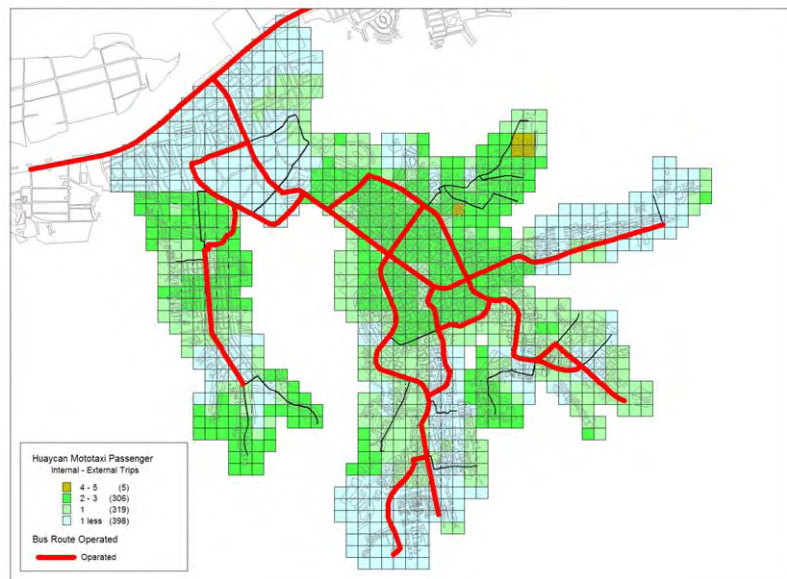 Huaycan Mototaxi Passenger
Internal - External Trips
4 - 5 (5)
2 - 3 (306)
1 (319)
1 less (398)
Bus Route Operated
Oparated